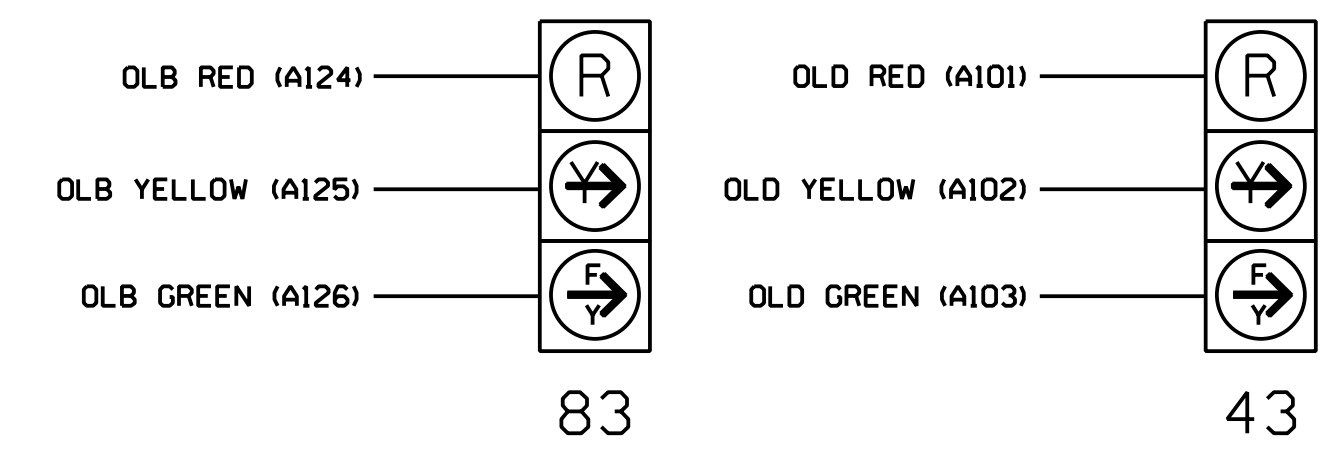 OLB RED (A124)
R
OLB YELLOW (A125)
Y
OLB GREEN (A126)
F
Y
83
OLD RED (A101)
R
OLD YELLOW (A102)
Y
OLD GREEN (A103)
F
Y
43